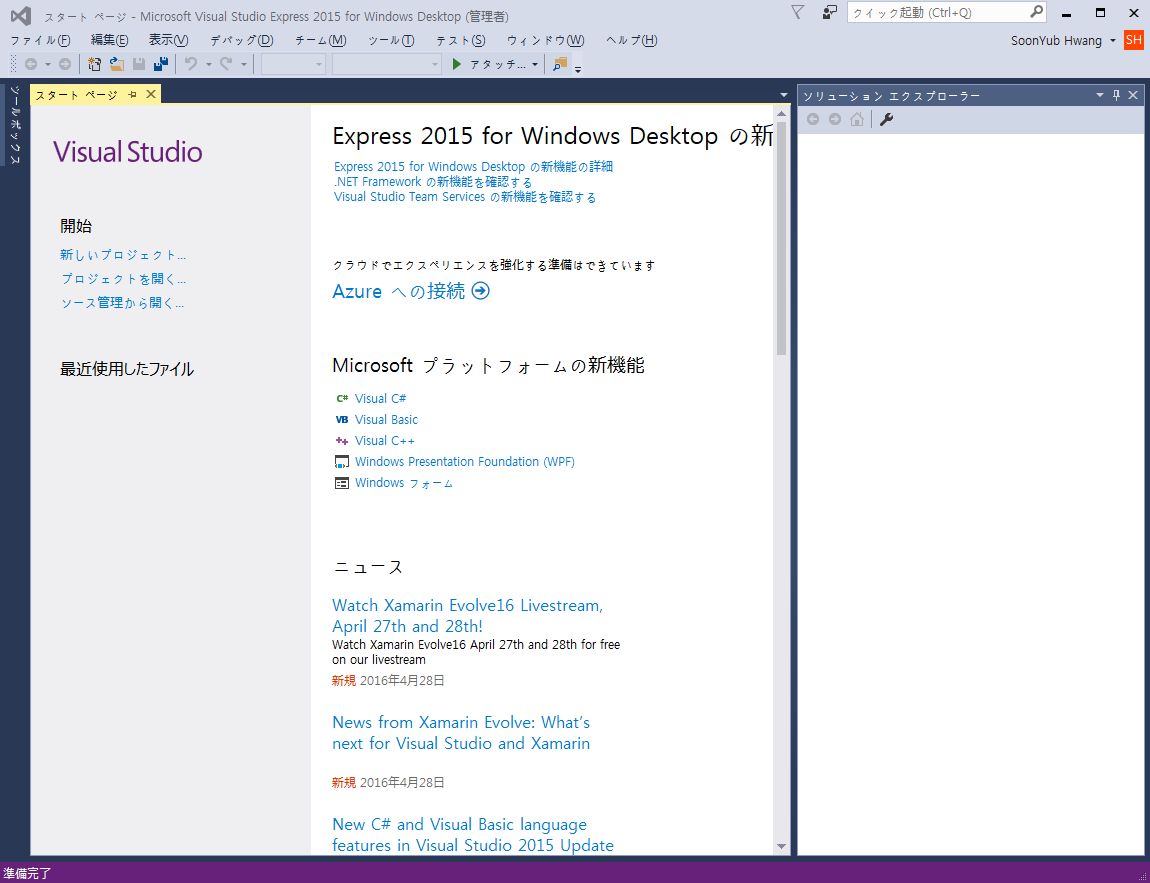 スタート ページ - Microsoft Visual Studio Express 2015 for Windows Desktop (管理者)
クイック起動 (Ctrl+Q)
ファイル(F) 編集(E) 表示(V) デバッグ(D) チーム(M) ツール(T) テスト(S) ウィンドウ(W) ヘルプ(H)
SoonYub Hwang SH
アタッチ...
ツールボックス
スタート ページ
ソリューション エクスプローラー
Visual Studio
開始
新しいプロジェクト...
プロジェクトを開く...
ソース管理から開く...
最近使用したファイル
Express 2015 for Windows Desktop の新
Express 2015 for Windows Desktop の新機能の詳細
.NET Framework の新機能を確認する
Visual Studio Team Services の新機能を確認する
クラウドでエクスペリエンスを強化する準備はできています
Azure への接続
Microsoft プラットフォームの新機能
C# Visual C#
VB Visual Basic
Visual C++
Windows Presentation Foundation (WPF)
Windows フォーム
ニュース
Watch Xamarin Evolve16 Livestream,
April 27th and 28th!
Watch Xamarin Evolve16 April 27th and 28th for free
on our livestream
新規 2016年4月28日
News from Xamarin Evolve: What's
next for Visual Studio and Xamarin
新規 2016年4月28日
New C# and Visual Basic language
features in Visual Studio 2015 Update
準備完了